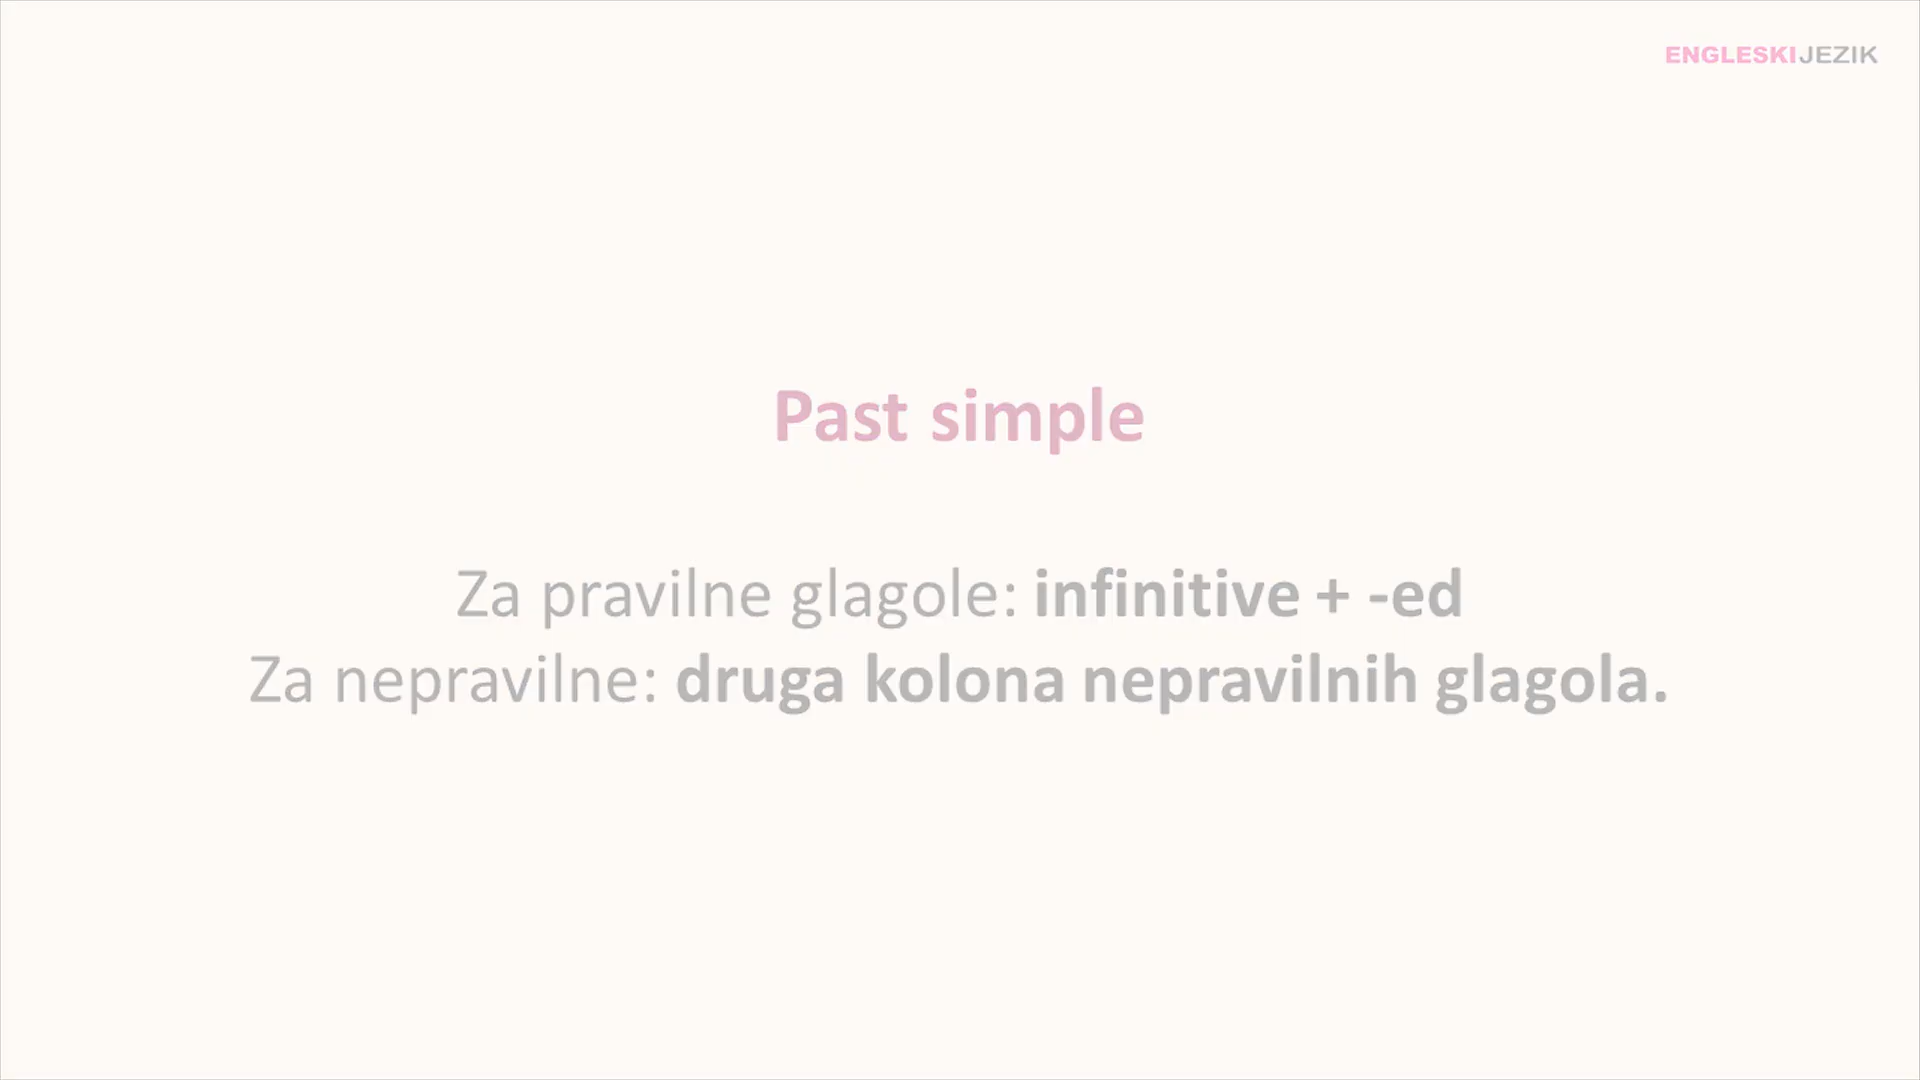 ENGLESKIJEZIK
Past simple
Za pravilne glagole: infinitive + -ed
Za nepravilne: druga kolona nepravilnih glagola.